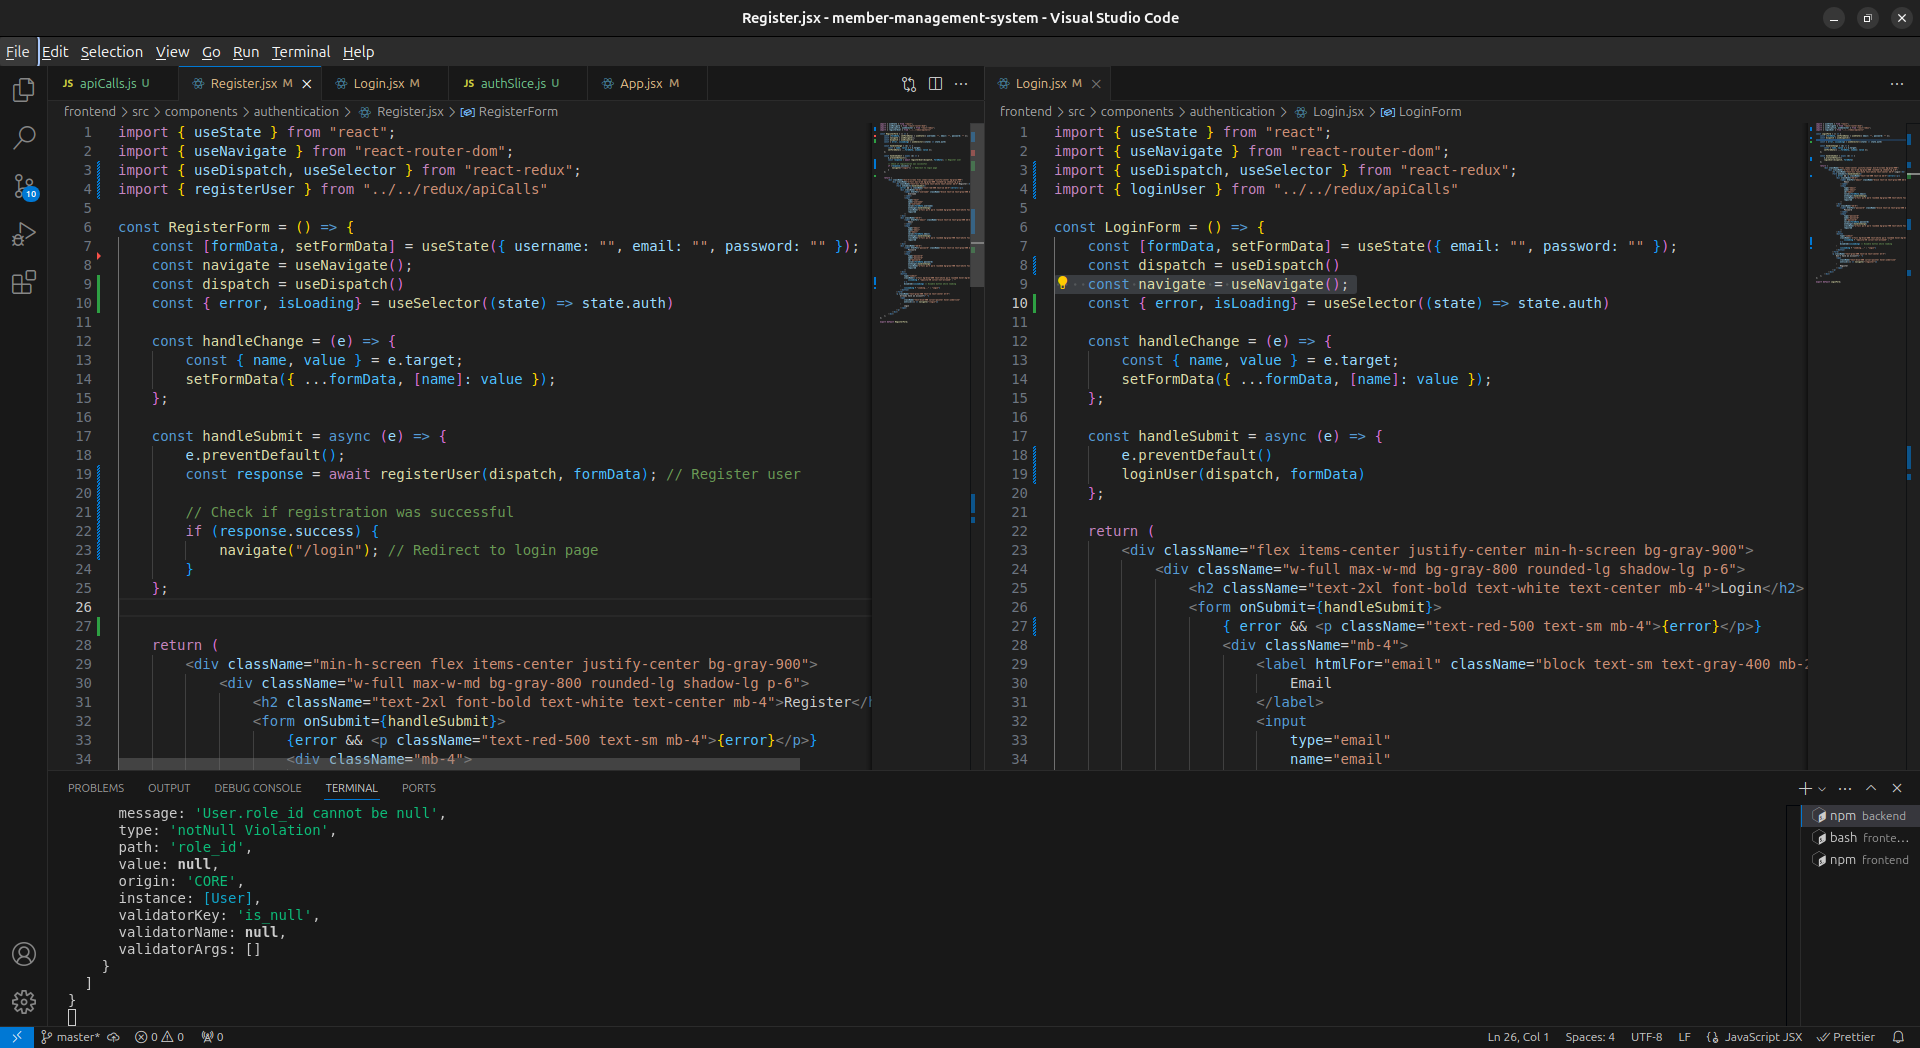 Register.jsx - member-management-system - Visual Studio Code
File Edit Selection View Go Run Terminal Help
JS apiCalls.js U
Register.jsx M
Login.jsx M
JS authSlice.js U
App.jsx M
frontend > src > components > authentication > Register.jsx > RegisterForm
1 import { useState } from "react";
2 import { useNavigate } from "react-router-dom";
3 import { useDispatch, useSelector } from "react-redux";
4 import { registerUser } from "../../redux/apiCalls"
5
6 const RegisterForm = () => {
7 const [formData, setFormData] = useState({ username: "", email: "", password: "" });
8 const navigate = useNavigate();
9 const dispatch = useDispatch()
10 const { error, isLoading} = useSelector((state) => state.auth)
11
12 const handleChange = (e) => {
13 const { name, value } = e.target;
14 setFormData({ ...formData, [name]: value });
15 };
16
17 const handleSubmit = async (e) => {
18 e.preventDefault();
19 const response = await registerUser(dispatch, formData); // Register user
20
21 // Check if registration was successful
22 if (response.success) {
23 navigate("/login"); // Redirect to login page
24 }
25 };
26
27
28 return (
29 <div className="min-h-screen flex items-center justify-center bg-gray-900">
30 <div className="w-full max-w-md bg-gray-800 rounded-lg shadow-lg p-6">
31 <h2 className="text-2xl font-bold text-white text-center mb-4">Register</h
32 <form onSubmit={handleSubmit}>
33 {error && <p className="text-red-500 text-sm mb-4">{error}</p>}
34 <div className="mb-4">
Login.jsx M
frontend > src > components > authentication > Login.jsx > LoginForm
1 import { useState } from "react";
2 import { useNavigate } from "react-router-dom";
3 import { useDispatch, useSelector } from "react-redux";
4 import { loginUser } from "../../redux/apiCalls"
5
6 const LoginForm = () => {
7 const [formData, setFormData] = useState({ email: "", password: "" });
8 const dispatch = useDispatch()
9 const navigate = useNavigate();
10 const { error, isLoading} = useSelector((state) => state.auth)
11
12 const handleChange = (e) => {
13 const { name, value } = e.target;
14 setFormData({ ...formData, [name]: value });
15 };
16
17 const handleSubmit = async (e) => {
18 e.preventDefault()
19 loginUser(dispatch, formData)
20 };
21
22 return (
23 <div className="flex items-center justify-center min-h-screen bg-gray-900">
24 <div className="w-full max-w-md bg-gray-800 rounded-lg shadow-lg p-6">
25 <h2 className="text-2xl font-bold text-white text-center mb-4">Login</h2>
26 <form onSubmit={handleSubmit}>
27 { error && <p className="text-red-500 text-sm mb-4">{error}</p>}
28 <div className="mb-4">
29 <label htmlFor="email" className="block text-sm text-gray-400 mb-2
30 Email
31 </label>
32 <input
33 type="email"
34 name="email"
10
PROBLEMS OUTPUT DEBUG CONSOLE TERMINAL PORTS
message: 'User.role_id cannot be null',
type: 'notNull Violation',
path: 'role_id',
value: null,
origin: 'CORE',
instance: [User],
validatorKey: 'is_null',
validatorName: null,
validatorArgs: []
}
]
}
npm backend
bash fronte...
npm frontend
master* 0 0 0
Ln 26, Col 1 Spaces: 4 UTF-8 LF {} JavaScript JSX Prettier